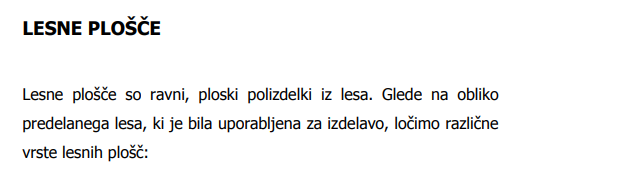 LESNE PLOŠČE
Lesne plošče so ravni, ploski polizdelki iz lesa. Glede na obliko
predelanega lesa, ki je bila uporabljena za izdelavo, ločimo različne
vrste lesnih plošč: